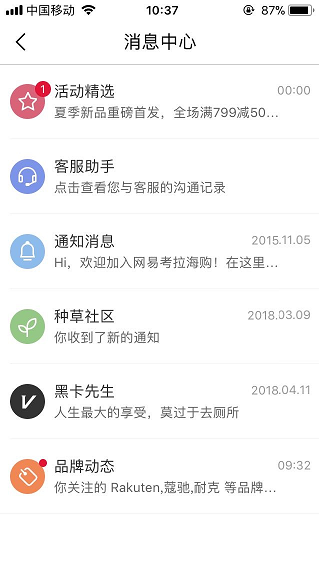 中国移动 10:37 87%
消息中心
1
活动精选 00:00
夏季新品重磅首发，全场满799减50...
客服助手
点击查看您与客服的沟通记录
通知消息 2015.11.05
Hi，欢迎加入网易考拉海购！在这里...
种草社区 2018.03.09
你收到了新的通知
黑卡先生 2018.04.11
人生最大的享受，莫过于去厕所
品牌动态 09:32
你关注的 Rakuten,蔻驰,耐克 等品牌...